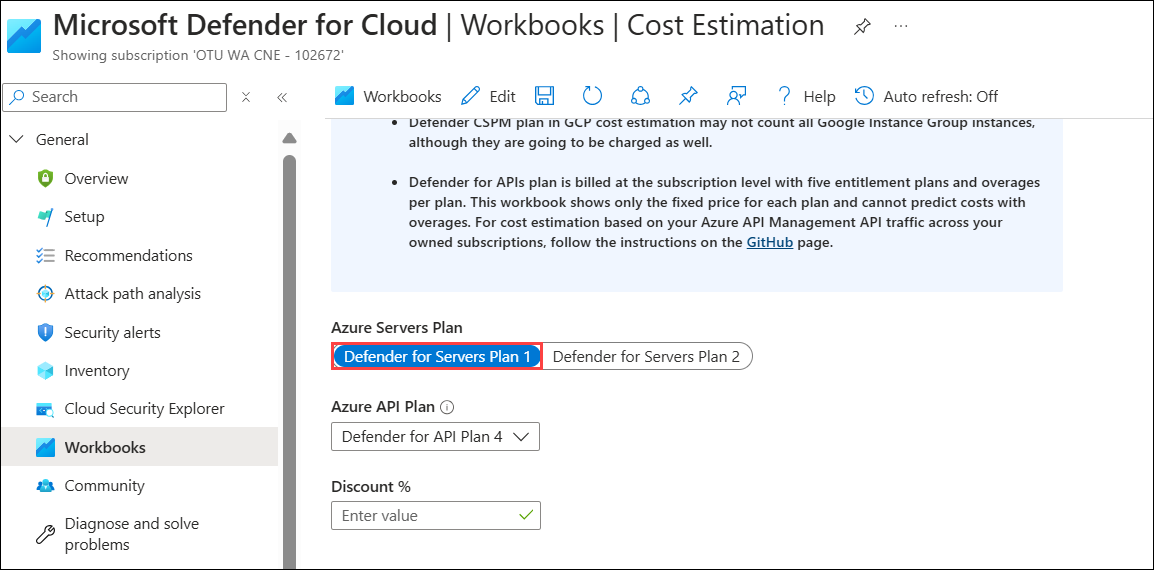 Microsoft Defender for Cloud | Workbooks | Cost Estimation
Showing subscription 'OTU WA CNE - 102672'
Search
Workbooks
Edit
Help
Auto refresh: Off
General
Overview
Setup
Recommendations
Attack path analysis
Security alerts
Inventory
Cloud Security Explorer
Workbooks
Community
Diagnose and solve
problems
• Defender CSPM plan in GCP cost estimation may not count all Google Instance Group instances,
although they are going to be charged as well.
• Defender for APIs plan is billed at the subscription level with five entitlement plans and overages
per plan. This workbook shows only the fixed price for each plan and cannot predict costs with
overages. For cost estimation based on your Azure API Management API traffic across your
owned subscriptions, follow the instructions on the GitHub page.
Azure Servers Plan
Defender for Servers Plan 1
Defender for Servers Plan 2
Azure API Plan
Defender for API Plan 4
Discount %
Enter value